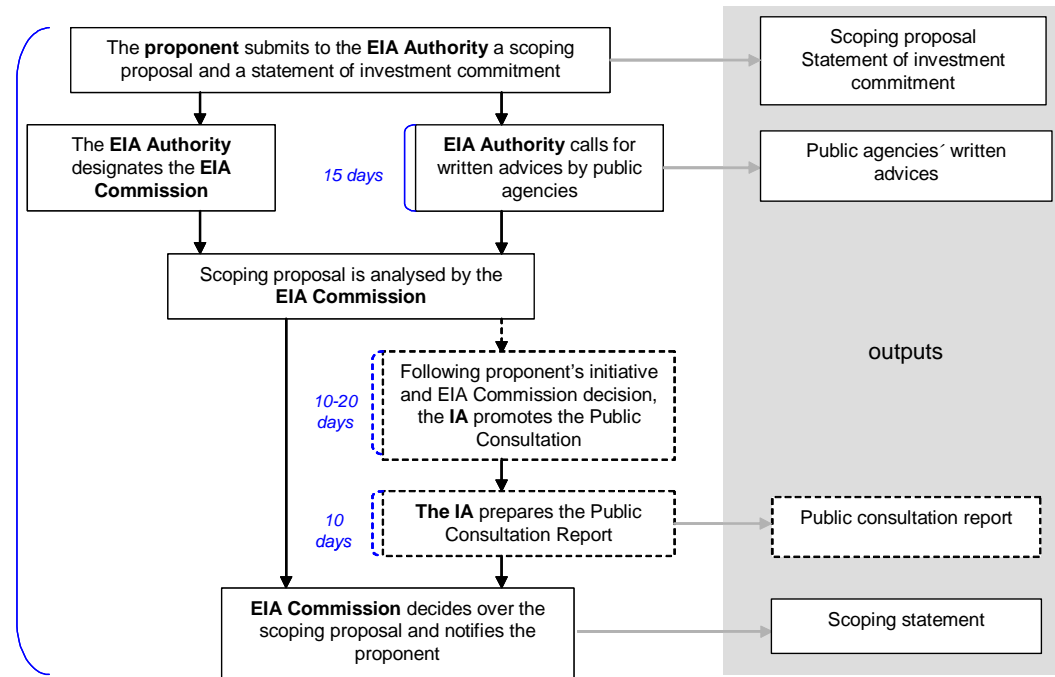 The proponent submits to the EIA Authority a scoping
proposal and a statement of investment commitment
Scoping proposal
Statement of investment
commitment
The EIA Authority
designates the EIA
Commission
15 days
EIA Authority calls for
written advices by public
agencies
Public agencies´ written
advices
Scoping proposal is analysed by the
EIA Commission
outputs
10-20
days
Following proponent’s initiative
and EIA Commission decision,
the IA promotes the Public
Consultation
10
days
The IA prepares the Public
Consultation Report
Public consultation report
EIA Commission decides over the
scoping proposal and notifies the
proponent
Scoping statement